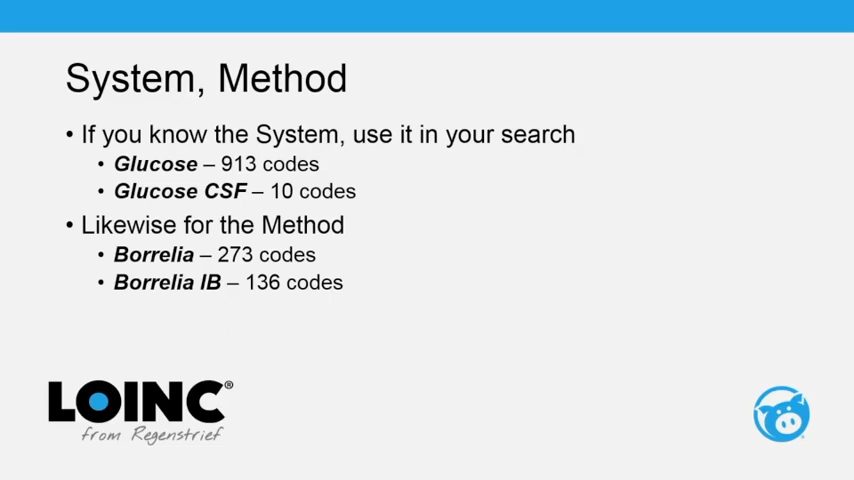 System, Method
• If you know the System, use it in your search
• Glucose – 913 codes
• Glucose CSF – 10 codes
• Likewise for the Method
• Borrelia – 273 codes
• Borrelia IB – 136 codes
LOINC®
from Regenstrief